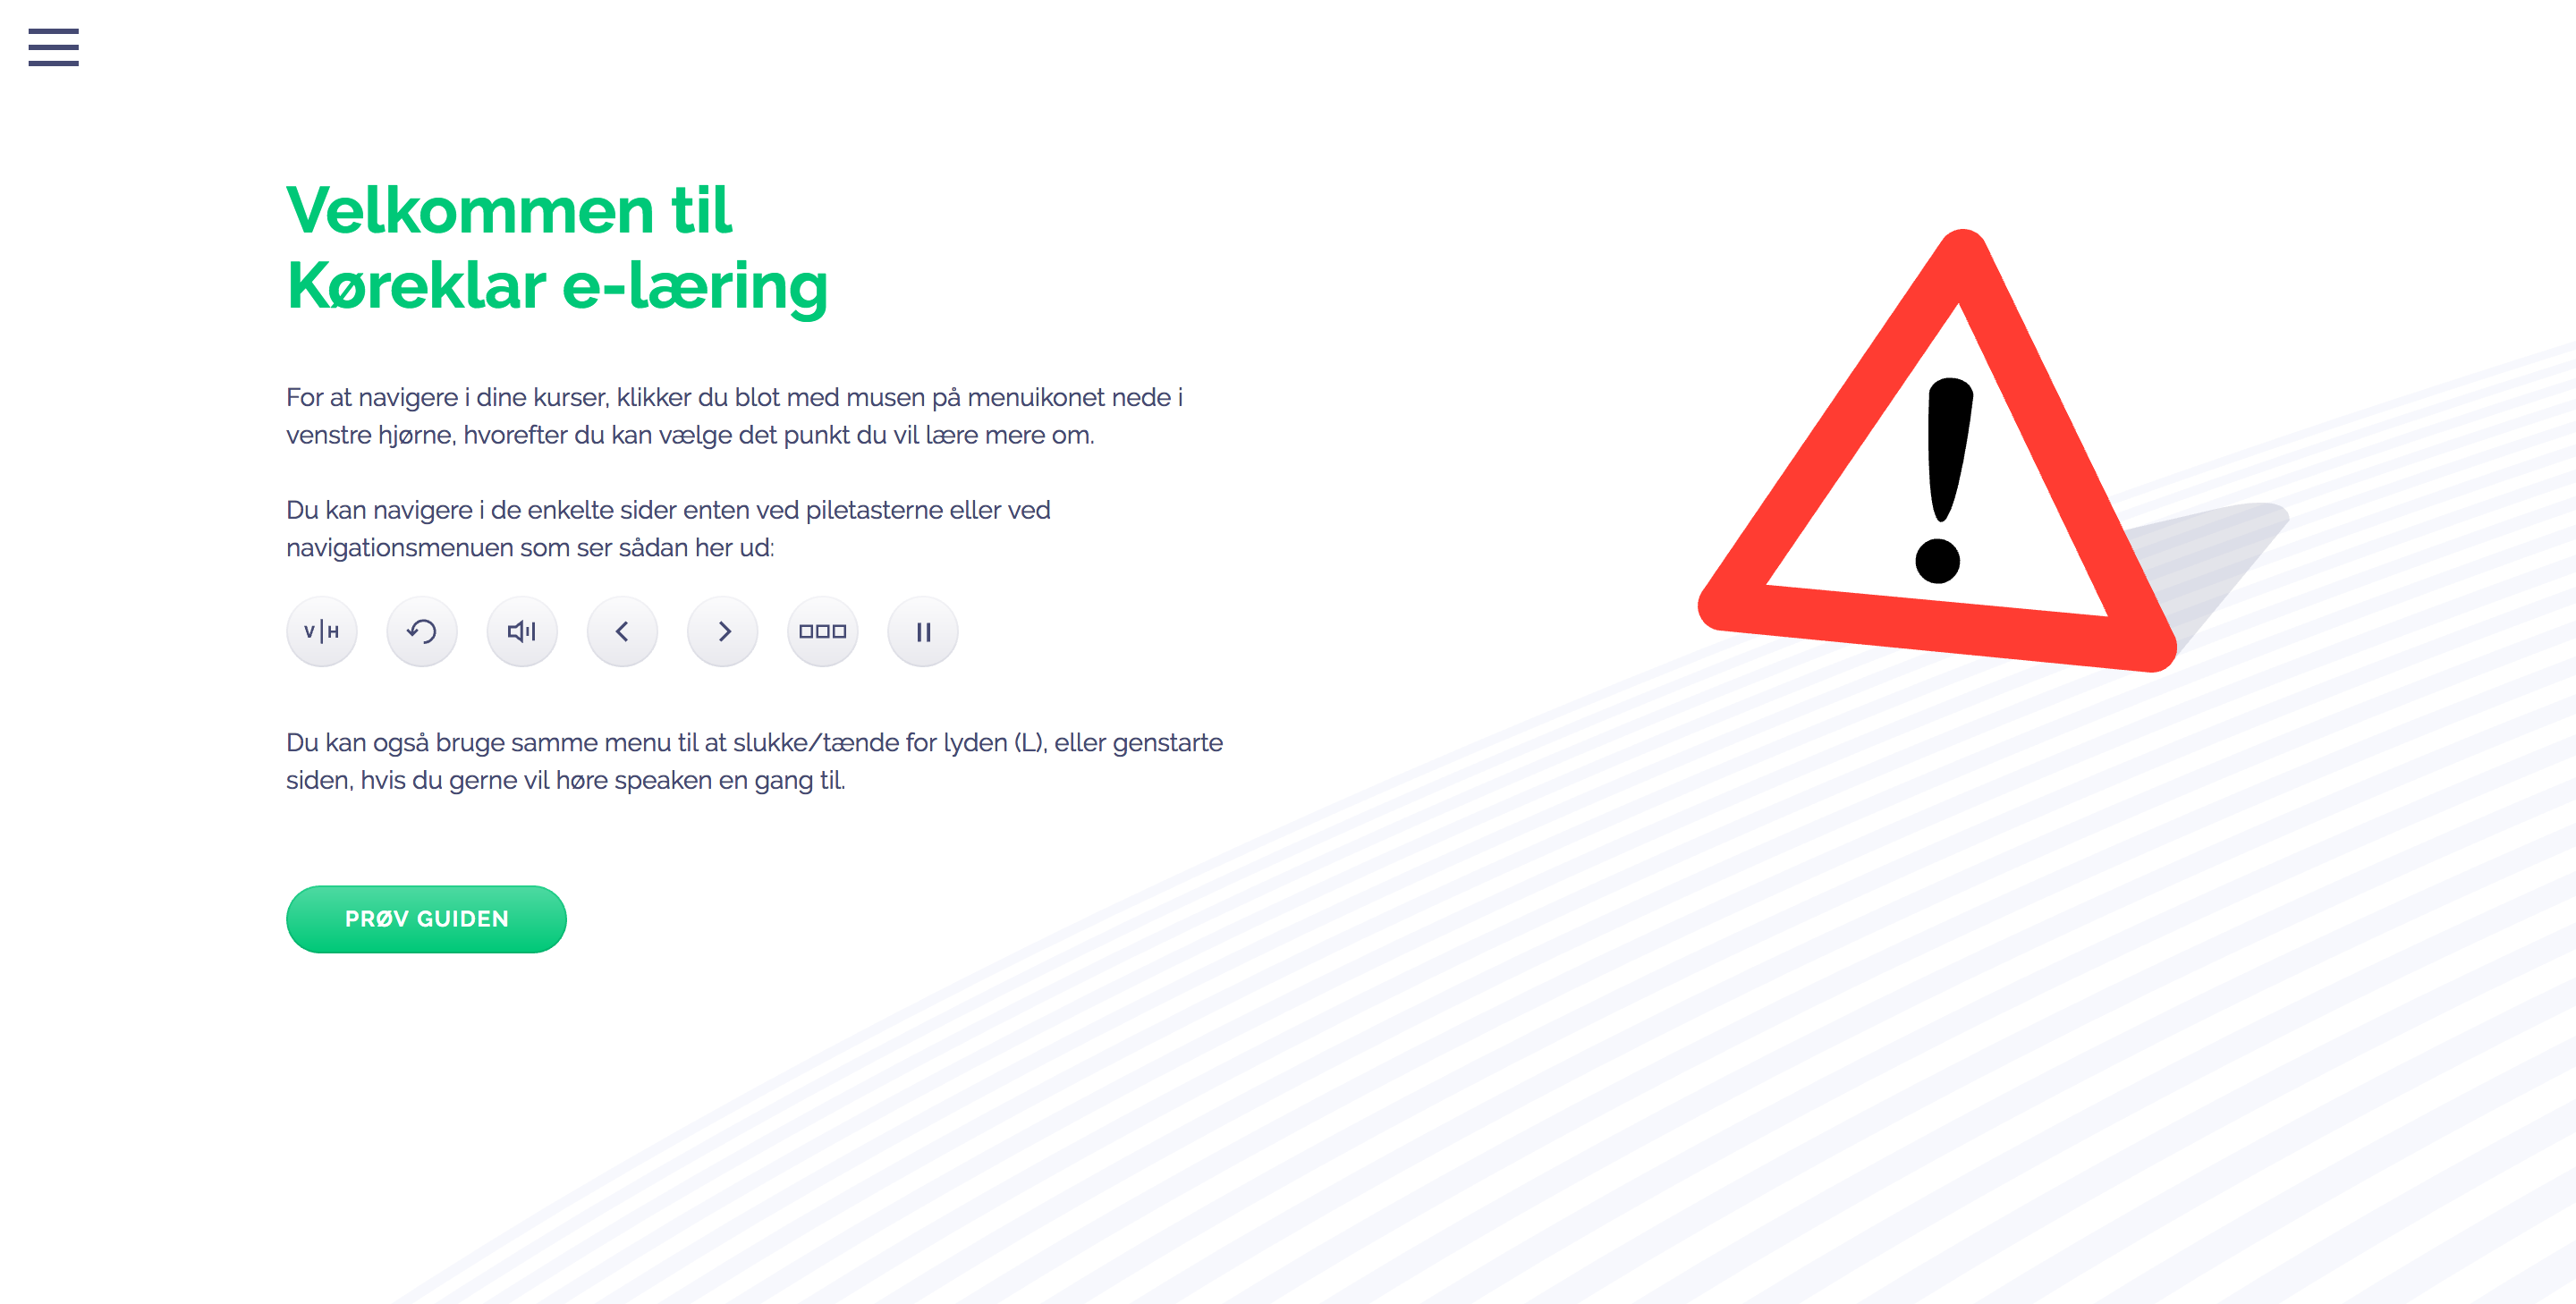 Velkommen til
Køreklar e-læring
For at navigere i dine kurser, klikker du blot med musen på menuikonet nede i
venstre hjørne, hvorefter du kan vælge det punkt du vil lære mere om.
Du kan navigere i de enkelte sider enten ved piletasterne eller ved
navigationsmenuen som ser sådan her ud:
V|H
Du kan også bruge samme menu til at slukke/tænde for lyden (L), eller genstarte
siden, hvis du gerne vil høre speaken en gang til.
PRØV GUIDEN